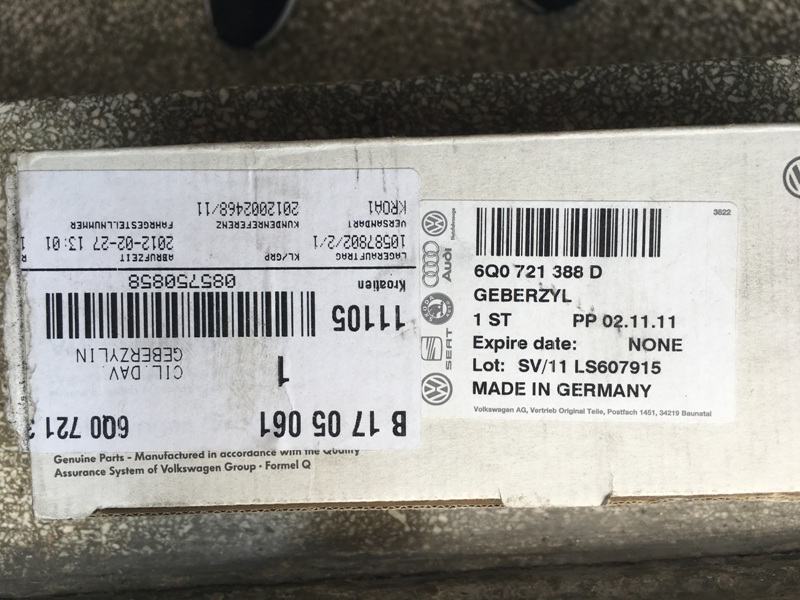 3622
6Q0 721 388 D
GEBERZYL
1 ST PP 02.11.11
Expire date: NONE
Lot: SV/11 LS607915
MADE IN GERMANY
Volkswagen AG, Vertrieb Original Teile, Postfach 1451, 34219 Baunatal
Audi
SKODA
SEAT
B 17 05 061 6Q0 721
1 CIL. DAV.
GEBERZYLIN
11105
Kroatien 085750858
LAGERAUFTRAG KL/GRP ABRUFZEIT
10587802/2/1 2012-02-27 13:01
VERSANDART KUNDENREFERENZ FAHRGESTELLNUMMER
KROA1 2012002468/11
Genuine Parts - Manufactured in accordance with the Quality
Assurance System of Volkswagen Group · Formel Q